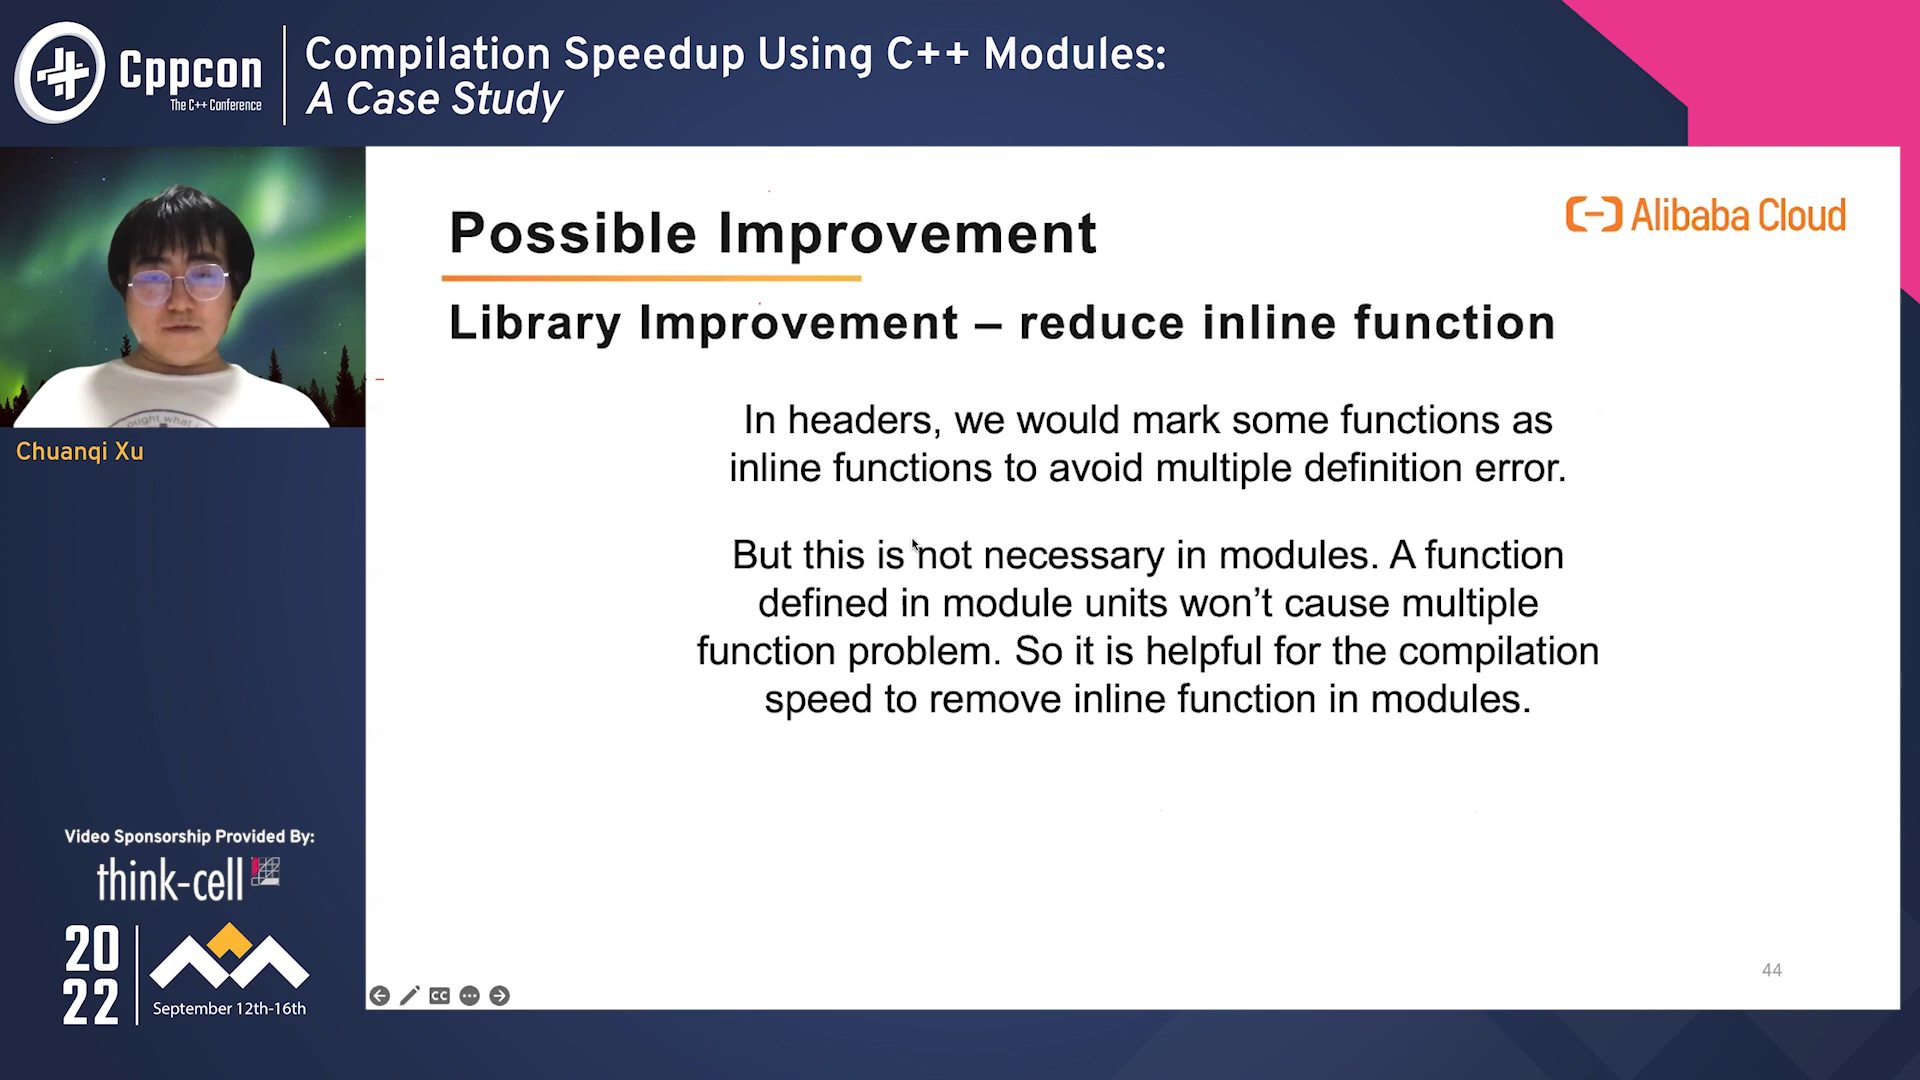 Cppcon
The C++ Conference
Compilation Speedup Using C++ Modules:
A Case Study
Chuanqi Xu
Alibaba Cloud
Possible Improvement
Library Improvement – reduce inline function
In headers, we would mark some functions as
inline functions to avoid multiple definition error.
But this is not necessary in modules. A function
defined in module units won’t cause multiple
function problem. So it is helpful for the compilation
speed to remove inline function in modules.
44
CC
Video Sponsorship Provided By:
think-cell
20
22
September 12th-16th